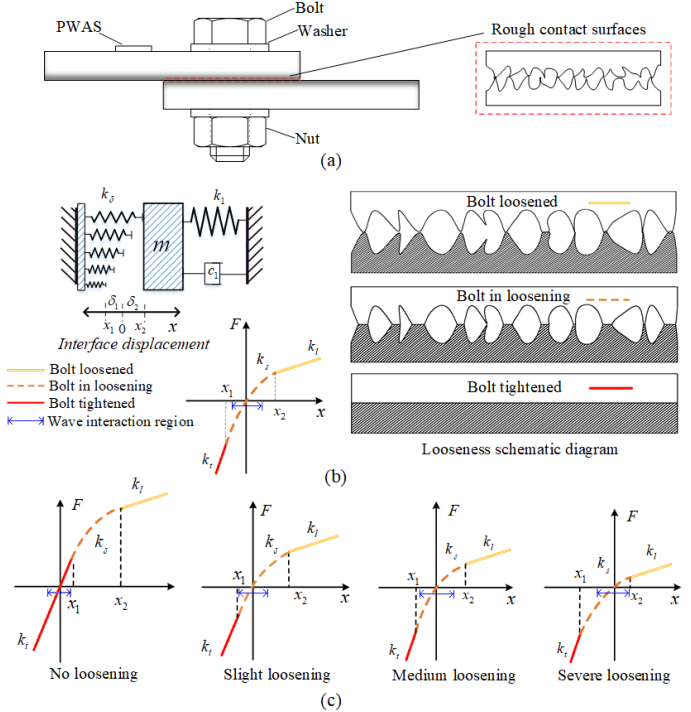 Bolt
PWAS
Washer
Rough contact surfaces
Nut
(a)
k_δ
k_1
m
c_1
δ_1 δ_2
x_1 0 x_2 x
Interface displacement
Bolt loosened
Bolt in loosening
Bolt tightened
Wave interaction region
F
k_l
k_s
x_1
x_2
x
k_t
Bolt loosened
Bolt in loosening
Bolt tightened
Looseness schematic diagram
(b)
F
k_l
k_s
x_1
x_2
x
k_t
No loosening
F
k_l
k_s
x_1
x_2
x
k_t
Slight loosening
F
k_l
k_s
x_1
x_2
x
k_t
Medium loosening
F
k_l
k_s
x_1
x_2
x
k_t
Severe loosening
(c)